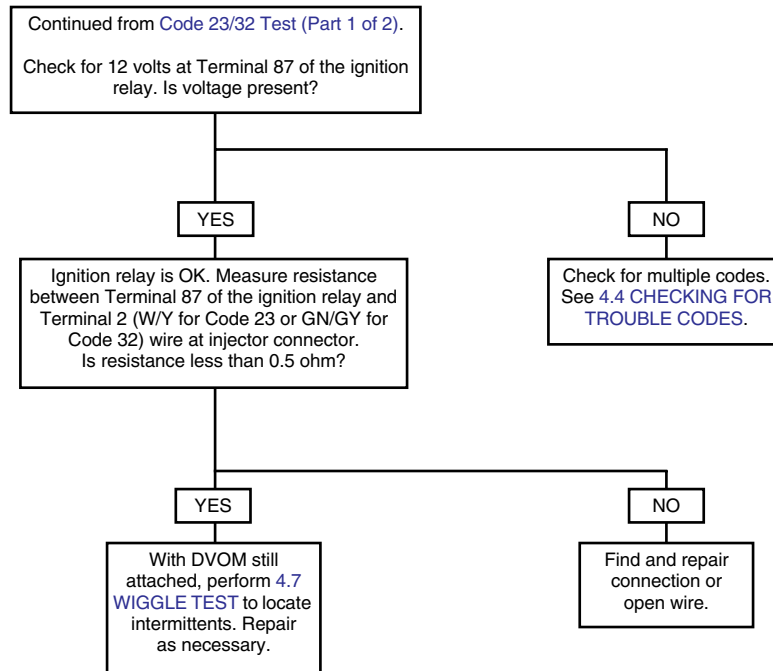 Continued from Code 23/32 Test (Part 1 of 2).
Check for 12 volts at Terminal 87 of the ignition
relay. Is voltage present?
YES
NO
Ignition relay is OK. Measure resistance
between Terminal 87 of the ignition relay and
Terminal 2 (W/Y for Code 23 or GN/GY for
Code 32) wire at injector connector.
Is resistance less than 0.5 ohm?
Check for multiple codes.
See 4.4 CHECKING FOR
TROUBLE CODES.
YES
NO
With DVOM still
attached, perform 4.7
WIGGLE TEST to locate
intermittents. Repair
as necessary.
Find and repair
connection or
open wire.